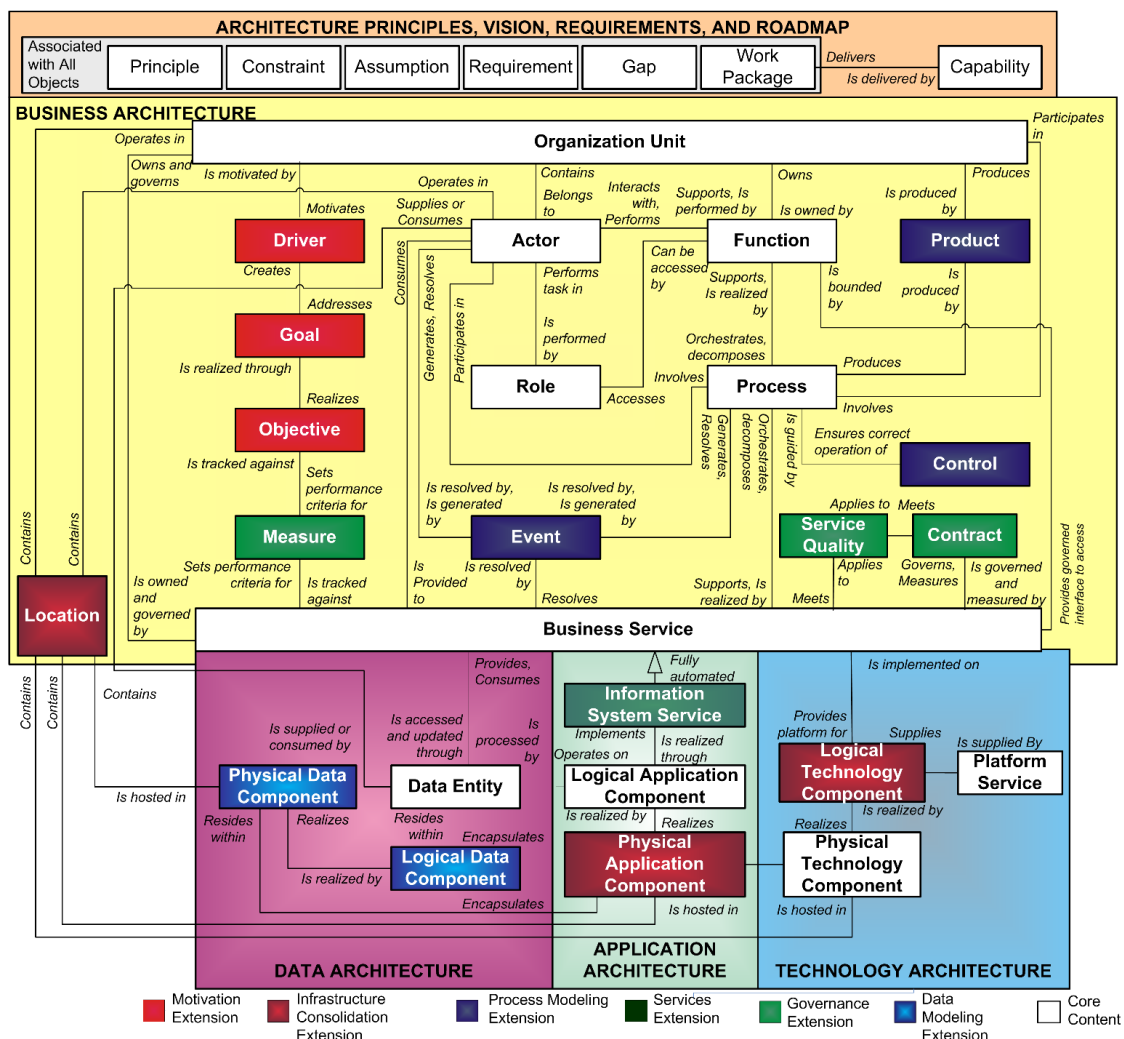 ARCHITECTURE PRINCIPLES, VISION, REQUIREMENTS, AND ROADMAP
Associated
with All
Objects
Principle
Constraint
Assumption
Requirement
Gap
Work
Package
Delivers
Is delivered by
Capability
BUSINESS ARCHITECTURE
Operates in
Organization Unit
Participates
in
Owns and
governs
Is motivated by
Operates in
Contains
Belongs
to
Owns
Produces
Supplies or
Consumes
Interacts
with, Performs
Supports, Is
performed by
Is owned by
Is produced
by
Motivates
Driver
Creates
Actor
Function
Product
Consumes
Generates, Resolves
Participates in
Performs
task in
Can be
accessed
by
Supports,
Is realized
by
Is
bounded
by
Is
produced
by
Addresses
Goal
Is realized through
Is
performed
by
Orchestrates,
decomposes
Produces
Realizes
Role
Accesses
Involves
Process
Involves
Objective
Is tracked against
Sets
performance
criteria for
Generates,
Resolves
Orchestrates,
decomposes
Is guided by
Ensures correct
operation of
Control
Is resolved by,
Is generated
by
Is resolved by,
Is generated
by
Applies to
Meets
Measure
Event
Service
Quality
Contract
Contains
Contains
Sets performance
criteria for
Is tracked
against
Is
Provided
to
Is resolved
by
Resolves
Supports, Is
realized by
Applies
to
Meets
Governs,
Measures
Is governed
and
measured by
Provides governed
interface to access
Location
Is owned
and
governed
by
Business Service
Contains
Contains
Contains
Provides,
Consumes
Fully
automated
Is implemented on
Information
System Service
Is supplied or
consumed by
Is accessed
and updated
through
Is
processed
by
Implements
Is realized
through
Operates on
Provides
platform for
Supplies
Is supplied By
Logical
Technology
Component
Platform
Service
Is hosted in
Physical Data
Component
Data Entity
Logical Application
Component
Is realized by
Is realized by
Resides
within
Realizes
Resides
within
Encapsulates
Realizes
Realizes
Logical Data
Component
Is realized by
Physical
Application
Component
Physical
Technology
Component
Encapsulates
Is hosted in
Is hosted in
DATA ARCHITECTURE
APPLICATION
ARCHITECTURE
TECHNOLOGY ARCHITECTURE
Motivation
Extension
Infrastructure
Consolidation
Extension
Process Modeling
Extension
Services
Extension
Governance
Extension
Data
Modeling
Extension
Core
Content